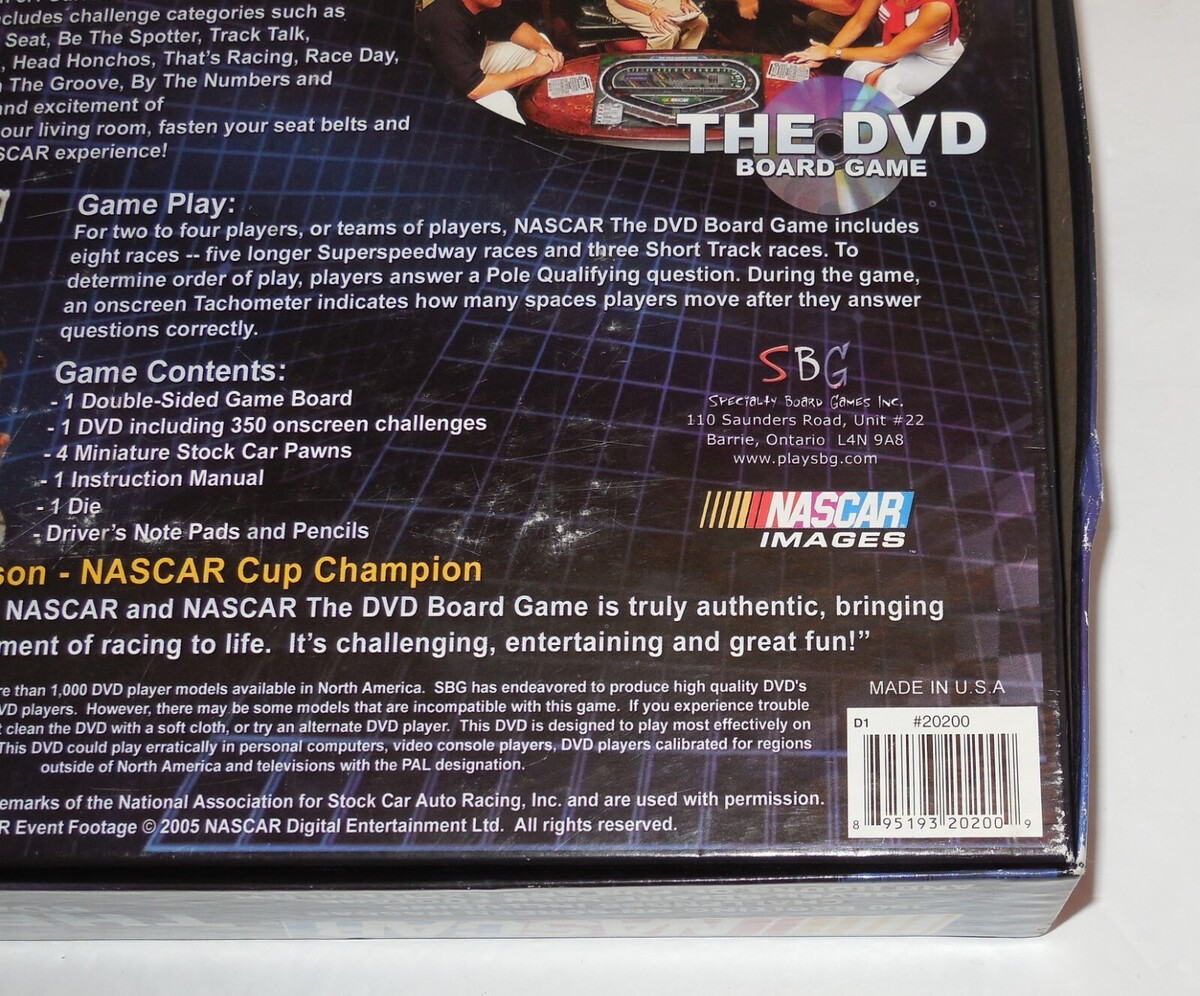 cludes challenge categories such as
Seat, Be The Spotter, Track Talk,
, Head Honchos, That's Racing, Race Day,
The Groove, By The Numbers and
and excitement of
our living room, fasten your seat belts and
SCAR experience!
THE DVD
BOARD GAME
Game Play:
For two to four players, or teams of players, NASCAR The DVD Board Game includes
eight races -- five longer Superspeedway races and three Short Track races. To
determine order of play, players answer a Pole Qualifying question. During the game,
an onscreen Tachometer indicates how many spaces players move after they answer
questions correctly.
Game Contents:
- 1 Double-Sided Game Board
- 1 DVD including 350 onscreen challenges
- 4 Miniature Stock Car Pawns
- 1 Instruction Manual
- 1 Die
- Driver's Note Pads and Pencils
SBG
Specialty Board Games Inc.
110 Saunders Road, Unit #22
Barrie, Ontario L4N 9A8
www.playsbg.com
NASCAR
IMAGES
son - NASCAR Cup Champion
NASCAR and NASCAR The DVD Board Game is truly authentic, bringing
ment of racing to life. It's challenging, entertaining and great fun!”
re than 1,000 DVD player models available in North America. SBG has endeavored to produce high quality DVD's
VD players. However, there may be some models that are incompatible with this game. If you experience trouble
t clean the DVD with a soft cloth, or try an alternate DVD player. This DVD is designed to play most effectively on
This DVD could play erratically in personal computers, video console players, DVD players calibrated for regions
outside of North America and televisions with the PAL designation.
emarks of the National Association for Stock Car Auto Racing, Inc. and are used with permission.
R Event Footage © 2005 NASCAR Digital Entertainment Ltd. All rights reserved.
MADE IN U.S.A
D1 #20200
8 95193 20200 9